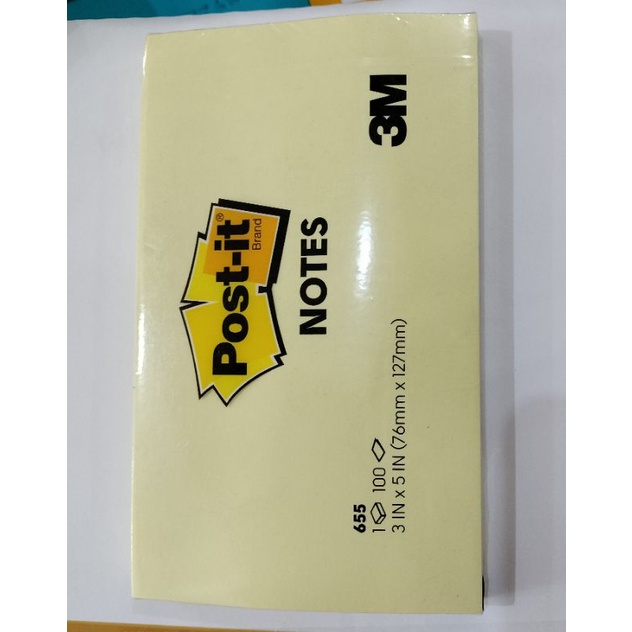 3M
Post-it®
Brand
NOTES
655
1 100
3 IN x 5 IN (76mm x 127mm)